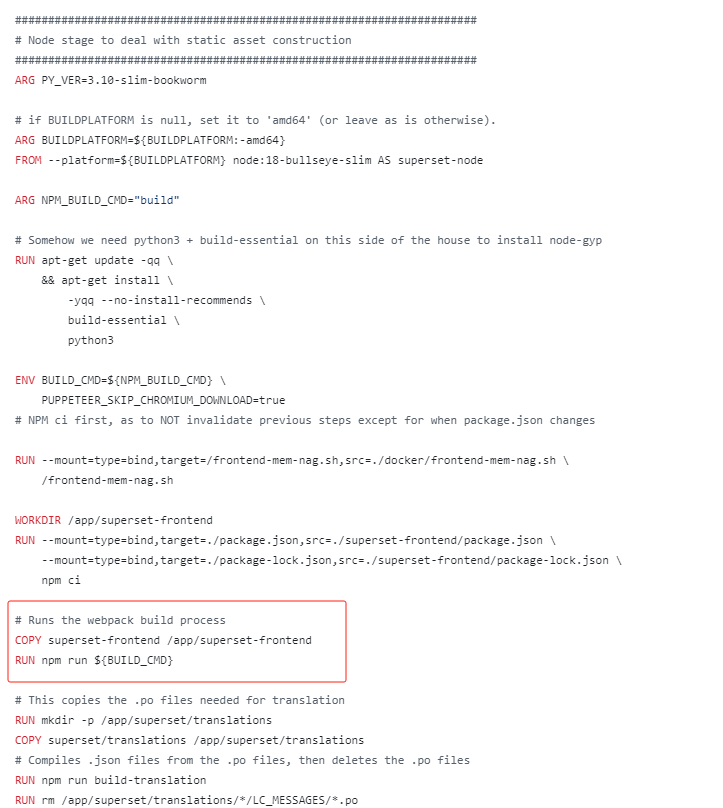 ######################################################################
# Node stage to deal with static asset construction
######################################################################
ARG PY_VER=3.10-slim-bookworm
# if BUILDPLATFORM is null, set it to 'amd64' (or leave as is otherwise).
ARG BUILDPLATFORM=${BUILDPLATFORM:-amd64}
FROM --platform=${BUILDPLATFORM} node:18-bullseye-slim AS superset-node
ARG NPM_BUILD_CMD="build"
# Somehow we need python3 + build-essential on this side of the house to install node-gyp
RUN apt-get update -qq \
    && apt-get install \
        -yqq --no-install-recommends \
        build-essential \
        python3
ENV BUILD_CMD=${NPM_BUILD_CMD} \
    PUPPETEER_SKIP_CHROMIUM_DOWNLOAD=true
# NPM ci first, as to NOT invalidate previous steps except for when package.json changes
RUN --mount=type=bind,target=/frontend-mem-nag.sh,src=./docker/frontend-mem-nag.sh \
    /frontend-mem-nag.sh
WORKDIR /app/superset-frontend
RUN --mount=type=bind,target=./package.json,src=./superset-frontend/package.json \
    --mount=type=bind,target=./package-lock.json,src=./superset-frontend/package-lock.json \
    npm ci
# Runs the webpack build process
COPY superset-frontend /app/superset-frontend
RUN npm run ${BUILD_CMD}
# This copies the .po files needed for translation
RUN mkdir -p /app/superset/translations
COPY superset/translations /app/superset/translations
# Compiles .json files from the .po files, then deletes the .po files
RUN npm run build-translation
RUN rm /app/superset/translations/*/LC_MESSAGES/*.po